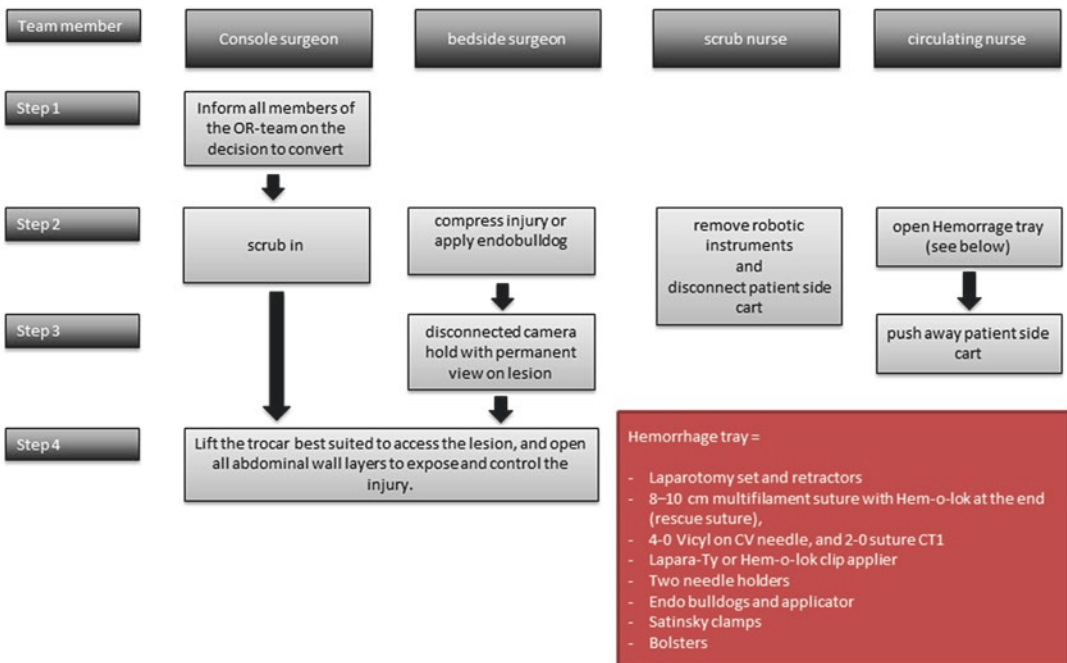 Team member
Console surgeon
bedside surgeon
scrub nurse
circulating nurse
Step 1
Inform all members of
the OR-team on the
decision to convert
Step 2
scrub in
compress injury or
apply endobulldog
remove robotic
instruments
and
disconnect patient side
cart
open Hemorrage tray
(see below)
Step 3
disconnected camera
hold with permanent
view on lesion
push away patient side
cart
Step 4
Lift the trocar best suited to access the lesion, and open
all abdominal wall layers to expose and control the
injury.
Hemorrhage tray =
- Laparotomy set and retractors
- 8–10 cm multifilament suture with Hem-o-lok at the end
(rescue suture),
- 4-0 Vicyl on CV needle, and 2-0 suture CT1
- Lapara-Ty or Hem-o-lok clip applier
- Two needle holders
- Endo bulldogs and applicator
- Satinsky clamps
- Bolsters